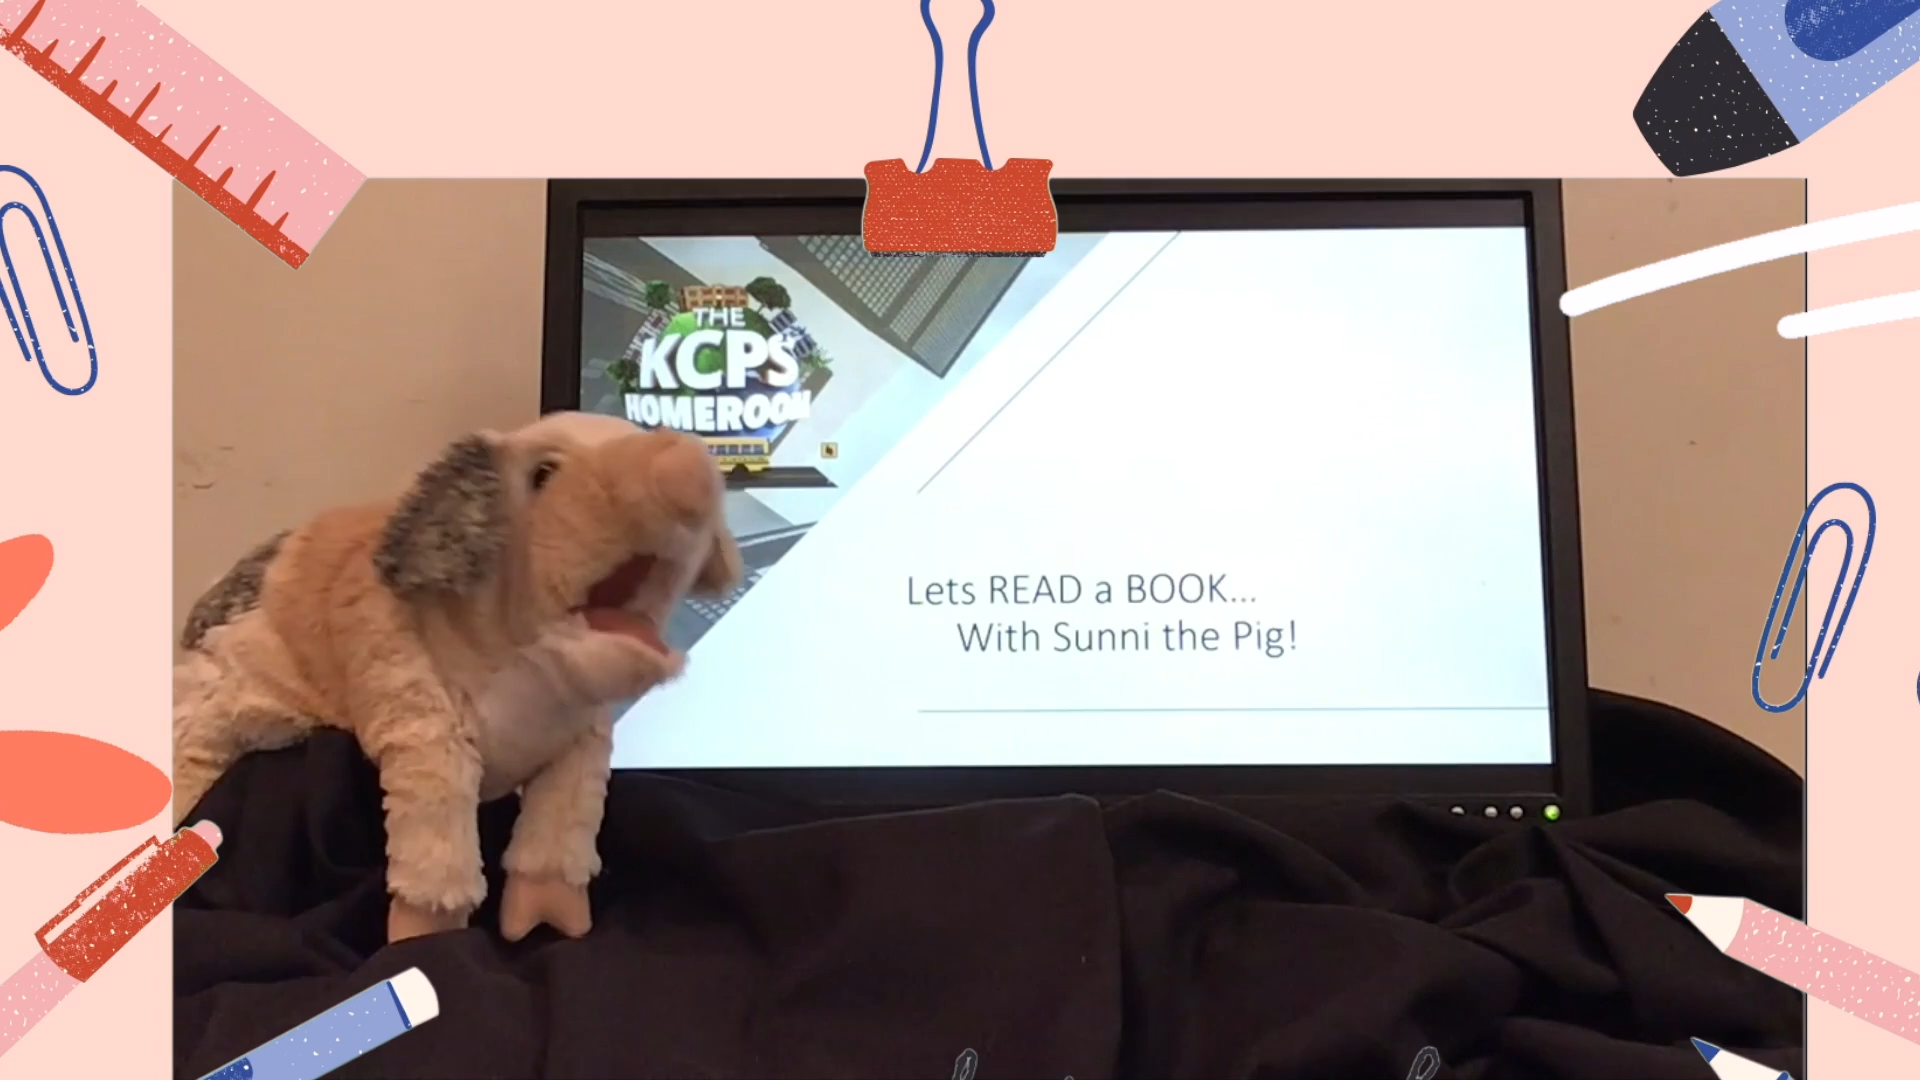 THE
KCPS
HOMEROOM
Lets READ a BOOK...
With Sunni the Pig!